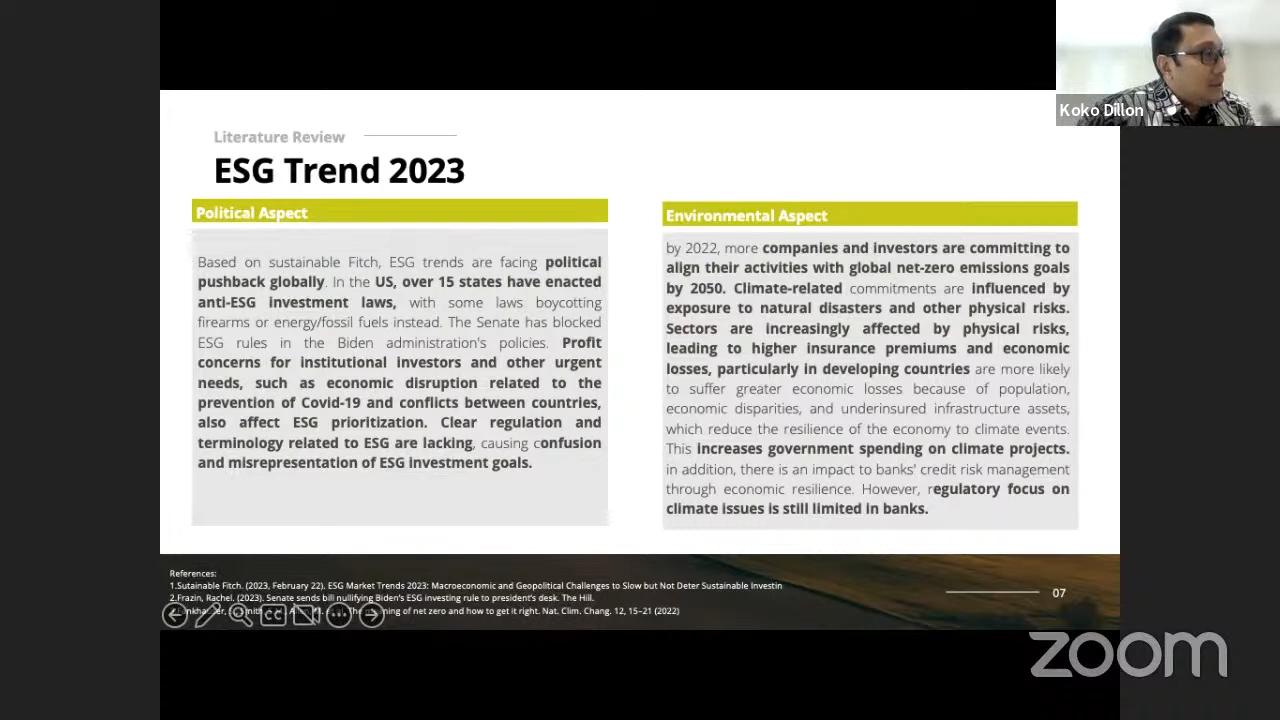 Koko Dillon
Literature Review
ESG Trend 2023
Political Aspect
Based on sustainable Fitch, ESG trends are facing political
pushback globally. In the US, over 15 states have enacted
anti-ESG investment laws, with some laws boycotting
firearms or energy/fossil fuels instead. The Senate has blocked
ESG rules in the Biden administration's policies. Profit
concerns for institutional investors and other urgent
needs, such as economic disruption related to the
prevention of Covid-19 and conflicts between countries,
also affect ESG prioritization. Clear regulation and
terminology related to ESG are lacking, causing confusion
and misrepresentation of ESG investment goals.
Environmental Aspect
by 2022, more companies and investors are committing to
align their activities with global net-zero emissions goals
by 2050. Climate-related commitments are influenced by
exposure to natural disasters and other physical risks.
Sectors are increasingly affected by physical risks,
leading to higher insurance premiums and economic
losses, particularly in developing countries are more likely
to suffer greater economic losses because of population,
economic disparities, and underinsured infrastructure assets,
which reduce the resilience of the economy to climate events.
This increases government spending on climate projects.
in addition, there is an impact to banks' credit risk management
through economic resilience. However, regulatory focus on
climate issues is still limited in banks.
References:
1.Sutainable Fitch. (2023, February 22). ESG Market Trends 2023: Macroeconomic and Geopolitical Challenges to Slow but Not Deter Sustainable Investin
2.Frazin, Rachel. (2023). Senate sends bill nullifying Biden's ESG investing rule to president's desk. The Hill.
of net zero and how to get it right. Nat. Clim. Chang. 12, 15–21 (2022)
CC
07
zoom